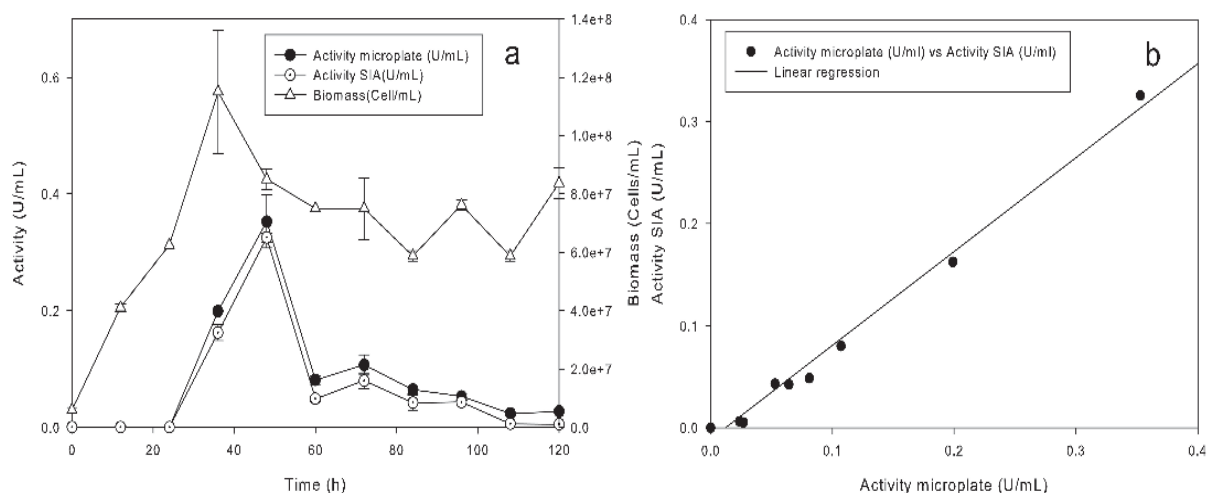 a
Activity microplate (U/mL)
Activity SIA(U/mL)
Biomass(Cell/mL)
Activity (U/mL)
0.6
0.4
0.2
0.0
1.4e+8
1.2e+8
1.0e+8
8.0e+7
6.0e+7
4.0e+7
2.0e+7
0.0
Biomass (Cells/mL)
0 20 40 60 80 100 120
Time (h)
b
Activity microplate (U/ml) vs Activity SIA (U/ml)
Linear regression
Activity SIA (U/mL)
0.4
0.3
0.2
0.1
0.0
0.0 0.1 0.2 0.3 0.4
Activity microplate (U/mL)